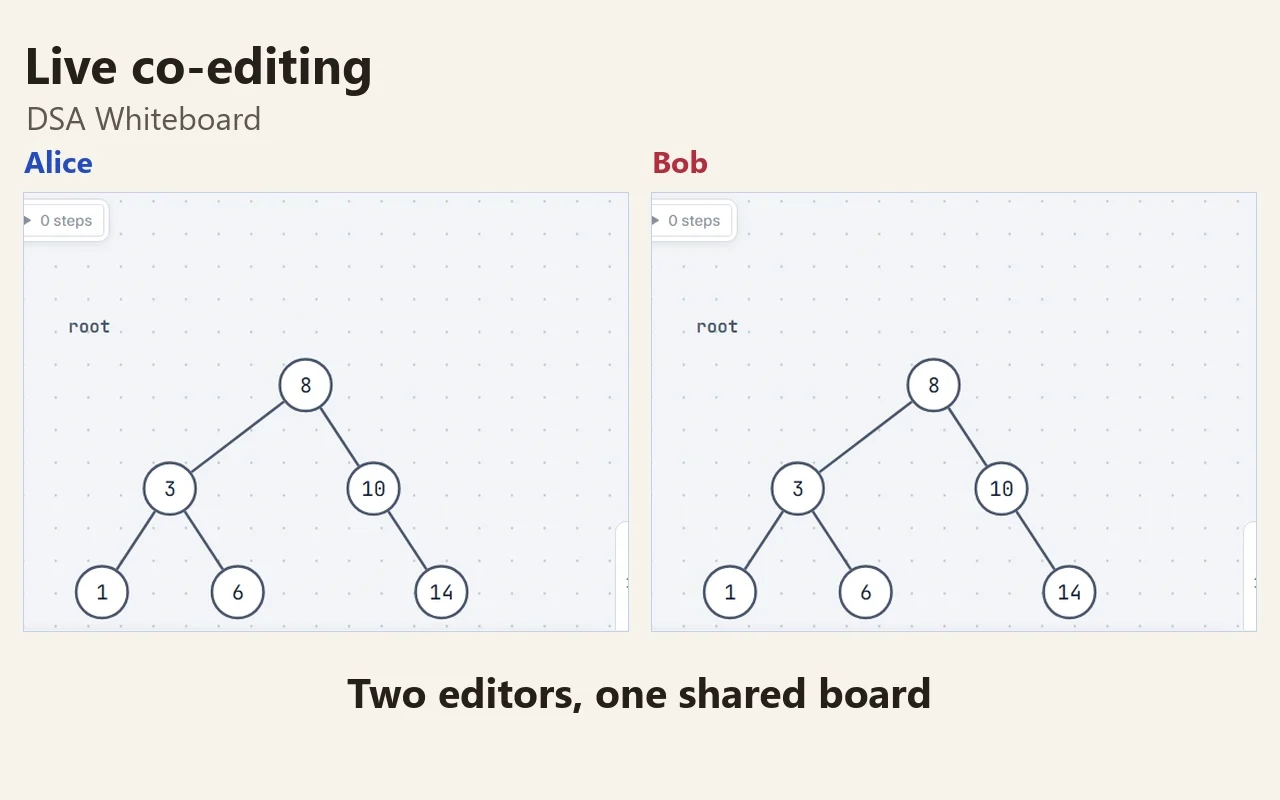 Live co-editing
DSA Whiteboard
Alice
0 steps
root
8
3 10
1 6 14
Bob
0 steps
root
8
3 10
1 6 14
Two editors, one shared board